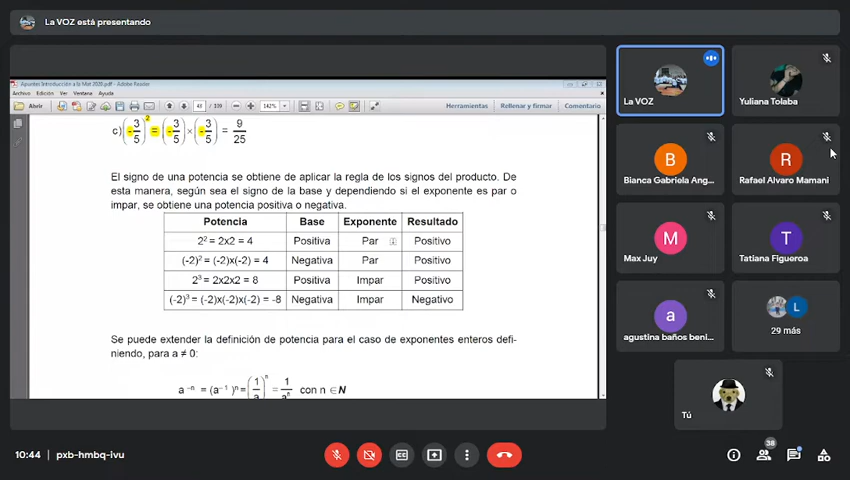 La VOZ está presentando
Apuntes Introducción a la Mat 2020.pdf - Adobe Reader
Archivo Edición Ver Ventana Ayuda
Abrir 43 / 109 142% Herramientas Rellenar y firmar Comentario
c) (-3/5)² = (-3/5) × (-3/5) = 9/25
El signo de una potencia se obtiene de aplicar la regla de los signos del producto. De
esta manera, según sea el signo de la base y dependiendo si el exponente es par o
impar, se obtiene una potencia positiva o negativa.
Potencia Base Exponente Resultado
2² = 2x2 = 4 Positiva Par Positivo
(-2)² = (-2)x(-2) = 4 Negativa Par Positivo
2³ = 2x2x2 = 8 Positiva Impar Positivo
(-2)³ = (-2)x(-2)x(-2) = -8 Negativa Impar Negativo
Se puede extender la definición de potencia para el caso de exponentes enteros defi-
niendo, para a ≠ 0:
a⁻ⁿ = (a⁻¹)ⁿ = (1/a)ⁿ = 1/aⁿ con n ∈ N
La VOZ
Yuliana Tolaba
B
Bianca Gabriela Ang...
R
Rafael Alvaro Mamani
M
Max Juy
T
Tatiana Figueroa
a
agustina baños beni...
L
29 más
Tú
10:44 pxb-hmbq-ivu
38